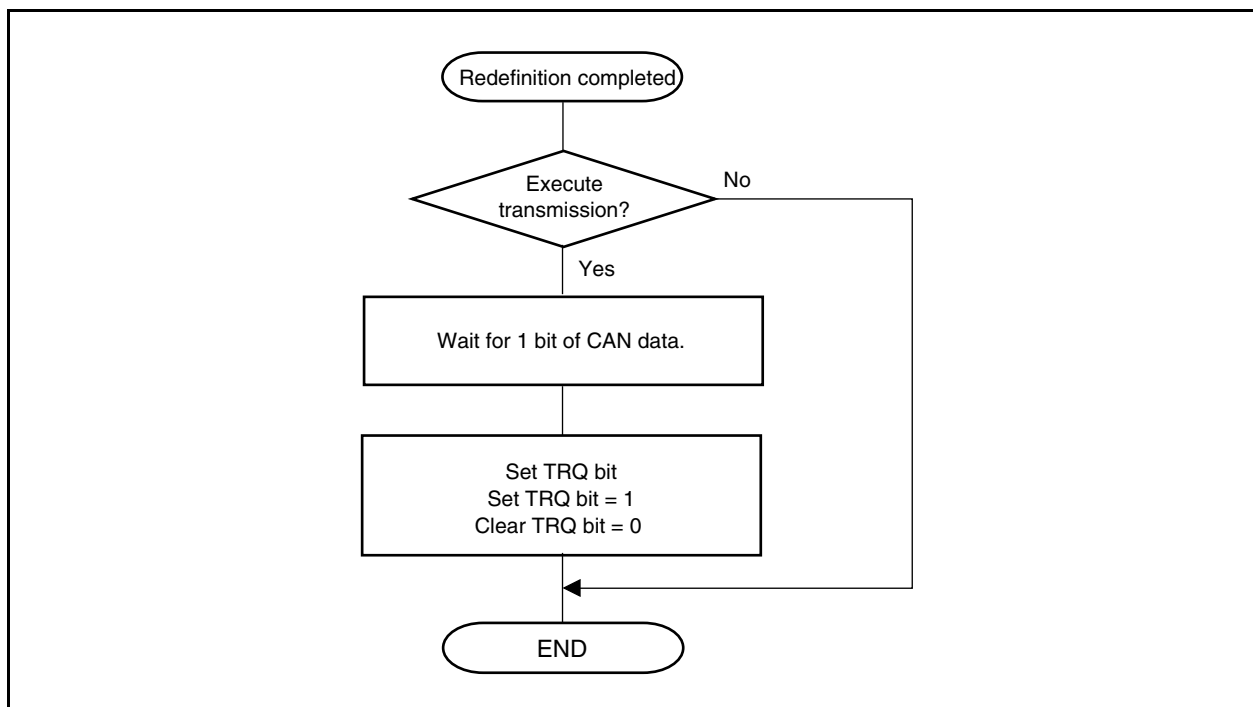 Redefinition completed
Execute
transmission?
No
Yes
Wait for 1 bit of CAN data.
Set TRQ bit
Set TRQ bit = 1
Clear TRQ bit = 0
END